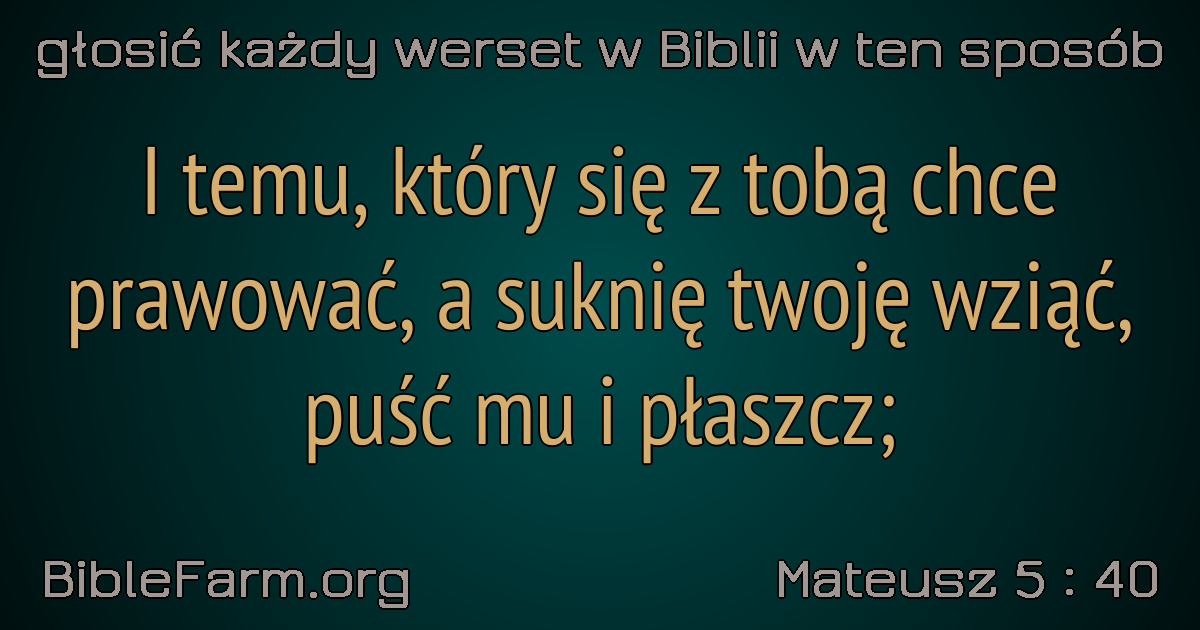 głosić każdy werset w Biblii w ten sposób
I temu, który się z tobą chce
prawować, a suknię twoję wziąć,
puść mu i płaszcz;
BibleFarm.org
Mateusz 5 : 40